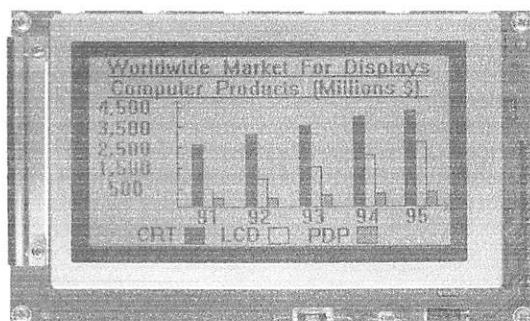 Worldwide Market For Displays
Computer Products (Millions $)
4,500
3,500
2,500
1,500
500
91 92 93 94 95
CRT LCD PDP